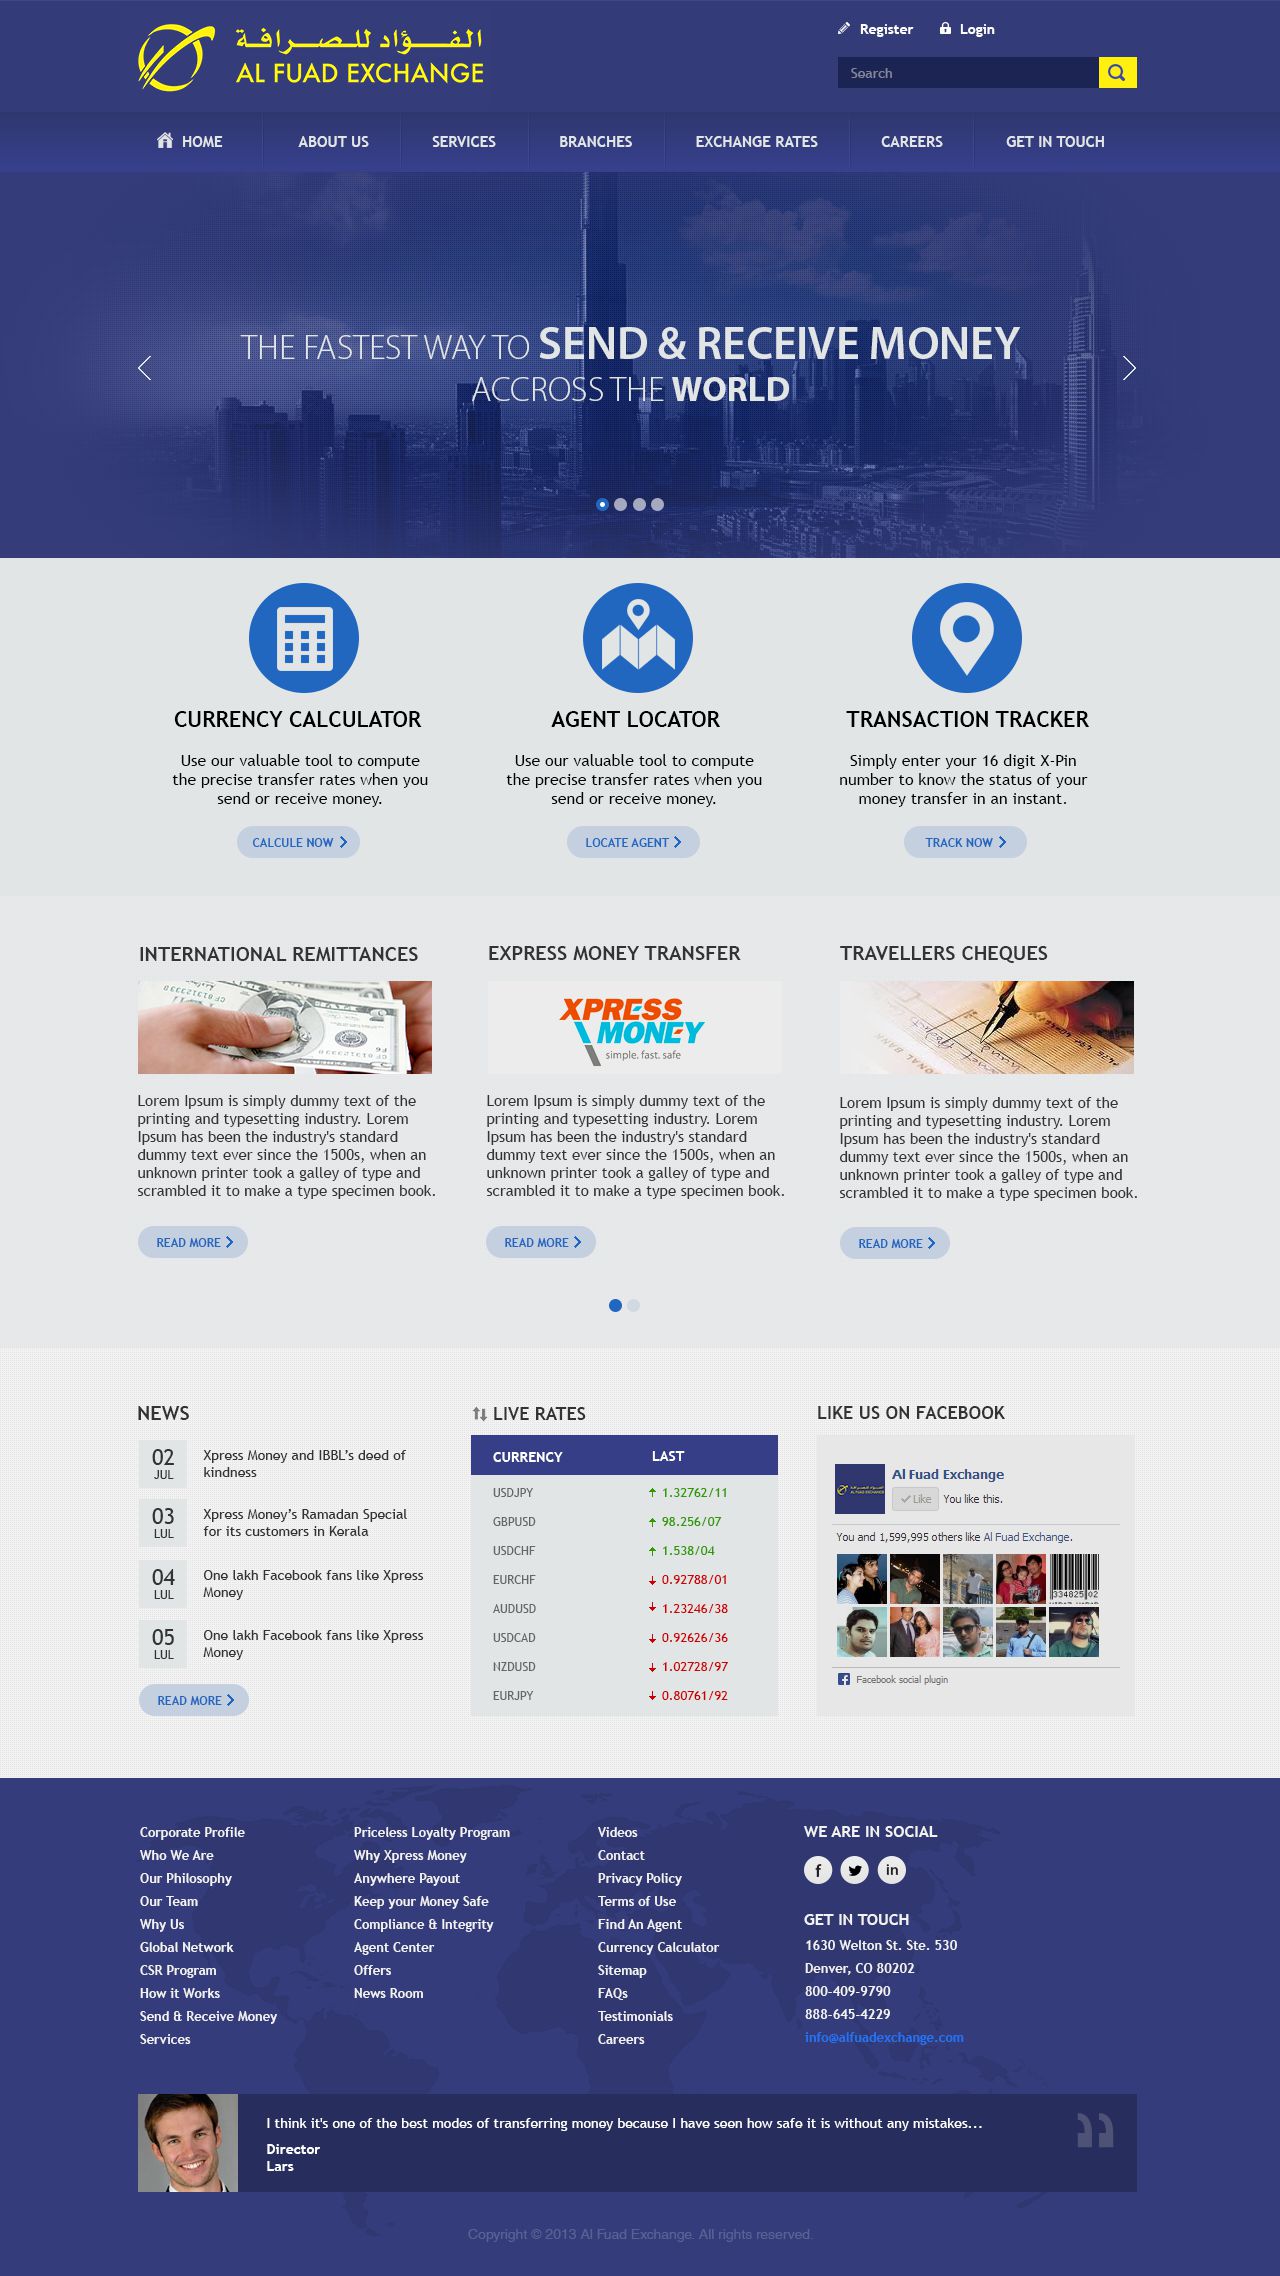 الفؤاد للصرافة
AL FUAD EXCHANGE
Register Login
Search
HOME ABOUT US SERVICES BRANCHES EXCHANGE RATES CAREERS GET IN TOUCH
THE FASTEST WAY TO SEND & RECEIVE MONEY
ACCROSS THE WORLD
CURRENCY CALCULATOR
Use our valuable tool to compute
the precise transfer rates when you
send or receive money.
CALCULE NOW
AGENT LOCATOR
Use our valuable tool to compute
the precise transfer rates when you
send or receive money.
LOCATE AGENT
TRANSACTION TRACKER
Simply enter your 16 digit X-Pin
number to know the status of your
money transfer in an instant.
TRACK NOW
INTERNATIONAL REMITTANCES
Lorem Ipsum is simply dummy text of the
printing and typesetting industry. Lorem
Ipsum has been the industry's standard
dummy text ever since the 1500s, when an
unknown printer took a galley of type and
scrambled it to make a type specimen book.
READ MORE
EXPRESS MONEY TRANSFER
XPRESS
MONEY
simple. fast. safe
Lorem Ipsum is simply dummy text of the
printing and typesetting industry. Lorem
Ipsum has been the industry's standard
dummy text ever since the 1500s, when an
unknown printer took a galley of type and
scrambled it to make a type specimen book.
READ MORE
TRAVELLERS CHEQUES
Lorem Ipsum is simply dummy text of the
printing and typesetting industry. Lorem
Ipsum has been the industry's standard
dummy text ever since the 1500s, when an
unknown printer took a galley of type and
scrambled it to make a type specimen book.
READ MORE
NEWS
02
JUL
Xpress Money and IBBL’s deed of
kindness
03
LUL
Xpress Money’s Ramadan Special
for its customers in Kerala
04
LUL
One lakh Facebook fans like Xpress
Money
05
LUL
One lakh Facebook fans like Xpress
Money
READ MORE
LIVE RATES
CURRENCY LAST
USDJPY 1.32762/11
GBPUSD 98.256/07
USDCHF 1.538/04
EURCHF 0.92788/01
AUDUSD 1.23246/38
USDCAD 0.92626/36
NZDUSD 1.02728/97
EURJPY 0.80761/92
LIKE US ON FACEBOOK
الفؤاد للصرافة
AL FUAD EXCHANGE
Al Fuad Exchange
Like You like this.
You and 1,599,995 others like Al Fuad Exchange.
334825 02
Facebook social plugin
Corporate Profile
Who We Are
Our Philosophy
Our Team
Why Us
Global Network
CSR Program
How it Works
Send & Receive Money
Services
Priceless Loyalty Program
Why Xpress Money
Anywhere Payout
Keep your Money Safe
Compliance & Integrity
Agent Center
Offers
News Room
Videos
Contact
Privacy Policy
Terms of Use
Find An Agent
Currency Calculator
Sitemap
FAQs
Testimonials
Careers
WE ARE IN SOCIAL
f in
GET IN TOUCH
1630 Welton St. Ste. 530
Denver, CO 80202
800-409-9790
888-645-4229
info@alfuadexchange.com
I think it's one of the best modes of transferring money because I have seen how safe it is without any mistakes...
Director
Lars
Copyright © 2013 Al Fuad Exchange. All rights reserved.